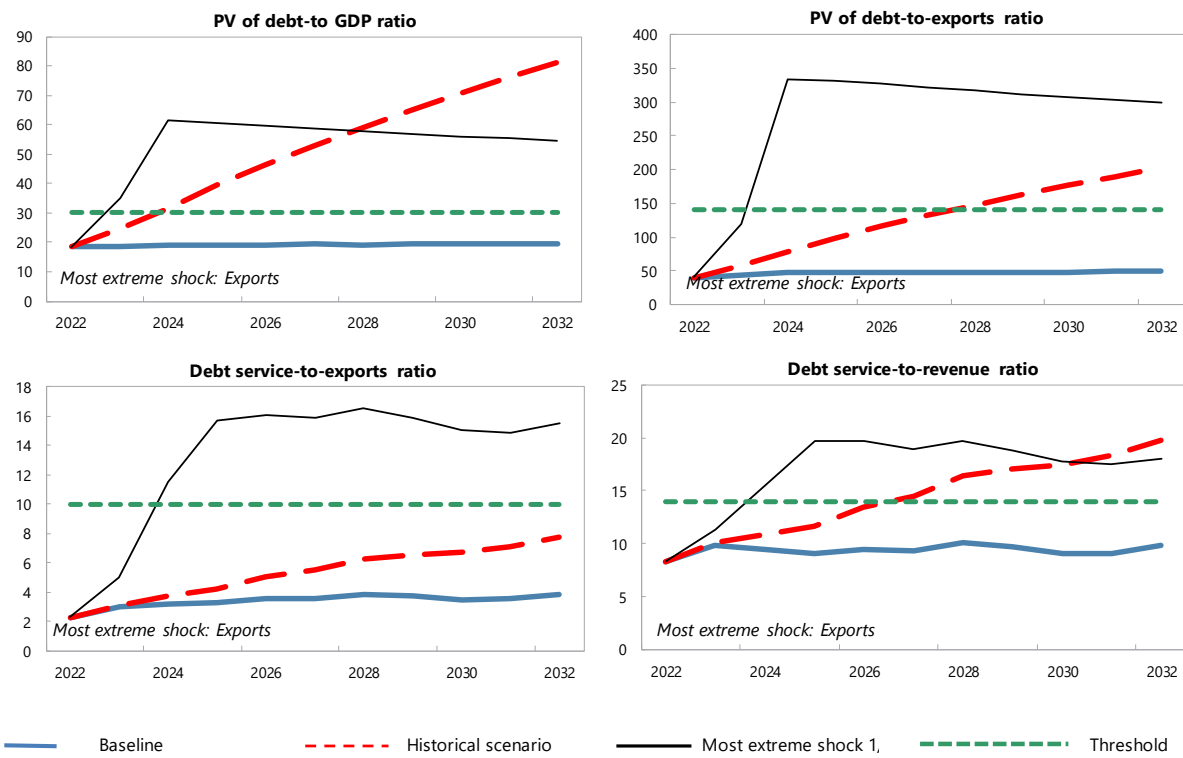 PV of debt-to GDP ratio
90
80
70
60
50
40
30
20
10
0
Most extreme shock: Exports
2022 2024 2026 2028 2030 2032
PV of debt-to-exports ratio
400
350
300
250
200
150
100
50
0
Most extreme shock: Exports
2022 2024 2026 2028 2030 2032
Debt service-to-exports ratio
18
16
14
12
10
8
6
4
2
0
Most extreme shock: Exports
2022 2024 2026 2028 2030 2032
Debt service-to-revenue ratio
25
20
15
10
5
0
Most extreme shock: Exports
2022 2024 2026 2028 2030 2032
Baseline Historical scenario Most extreme shock 1/ Threshold